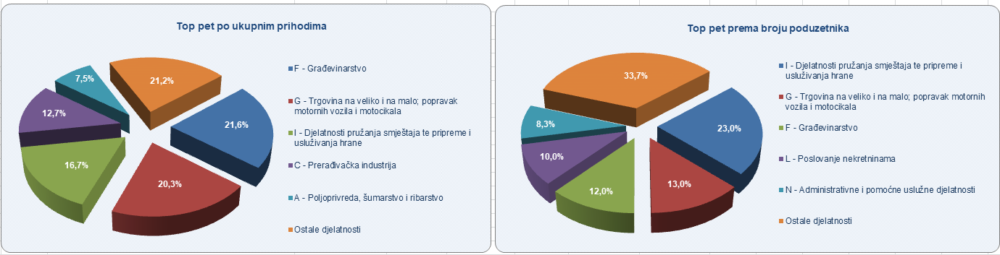 Top pet po ukupnim prihodima
21,6%
20,3%
16,7%
12,7%
7,5%
21,2%
F - Građevinarstvo
G - Trgovina na veliko i na malo; popravak
motornih vozila i motocikala
I - Djelatnosti pružanja smještaja te pripreme i
usluživanja hrane
C - Prerađivačka industrija
A - Poljoprivreda, šumarstvo i ribarstvo
Ostale djelatnosti
Top pet prema broju poduzetnika
23,0%
13,0%
12,0%
10,0%
8,3%
33,7%
I - Djelatnosti pružanja smještaja te pripreme i
usluživanja hrane
G - Trgovina na veliko i na malo; popravak motornih
vozila i motocikala
F - Građevinarstvo
L - Poslovanje nekretninama
N - Administrativne i pomoćne uslužne djelatnosti
Ostale djelatnosti